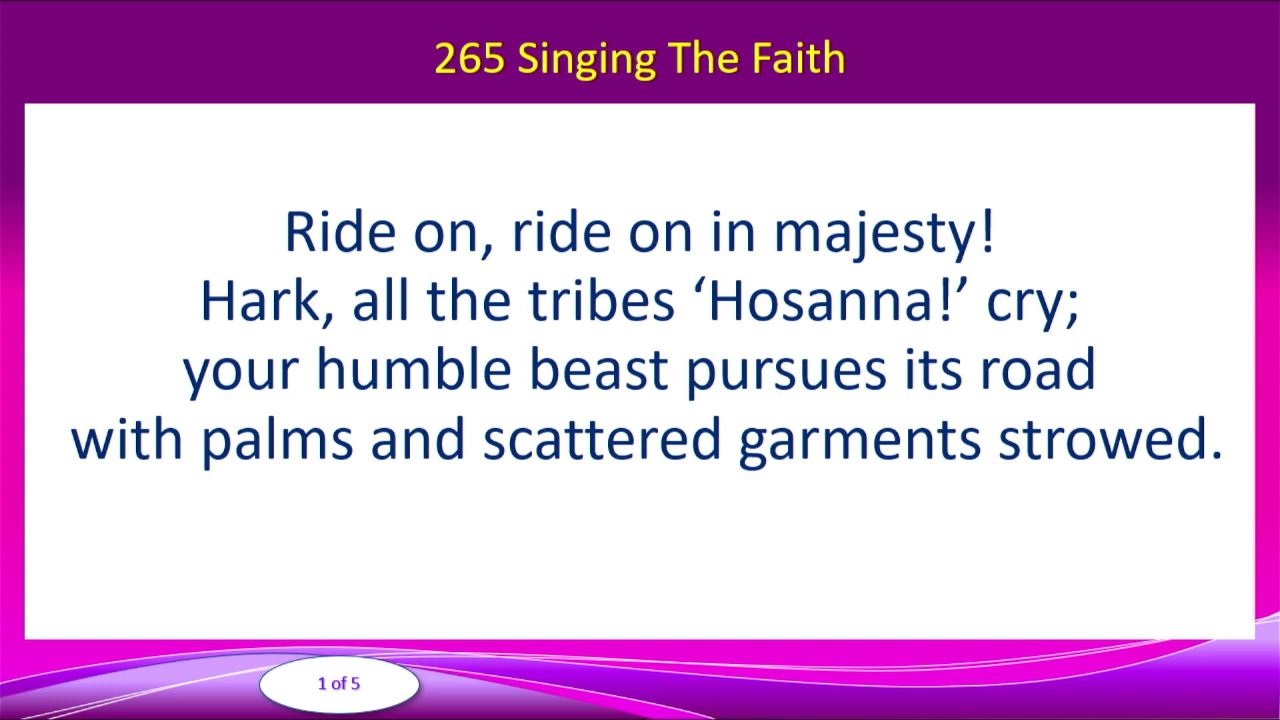 265 Singing The Faith
Ride on, ride on in majesty!
Hark, all the tribes ‘Hosanna!’ cry;
your humble beast pursues its road
with palms and scattered garments strowed.
1 of 5